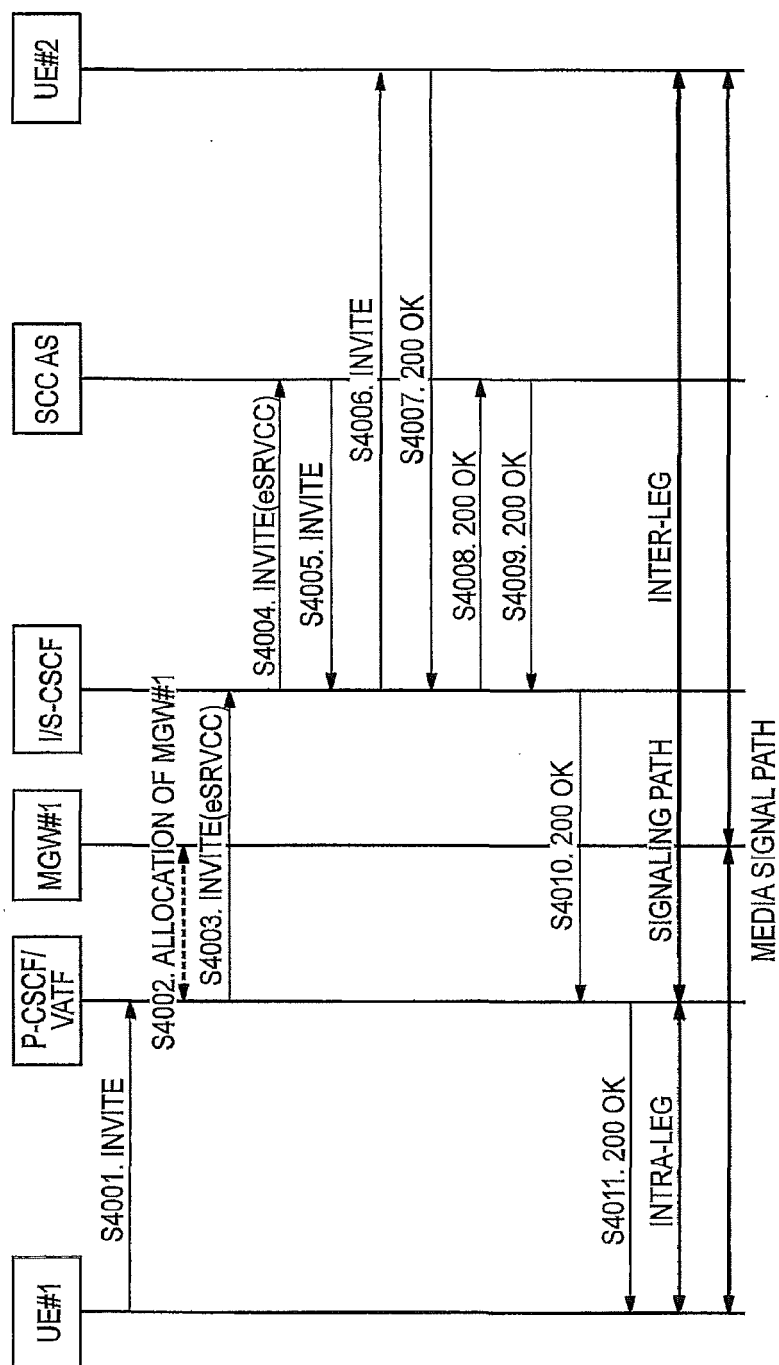 UE#1
P-CSCF/
VATF
MGW#1
I/S-CSCF
SCC AS
UE#2
S4001. INVITE
S4002. ALLOCATION OF MGW#1
S4003. INVITE(eSRVCC)
S4004. INVITE(eSRVCC)
S4005. INVITE
S4006. INVITE
S4007. 200 OK
S4008. 200 OK
S4009. 200 OK
S4010. 200 OK
S4011. 200 OK
INTRA-LEG
SIGNALING PATH
INTER-LEG
MEDIA SIGNAL PATH